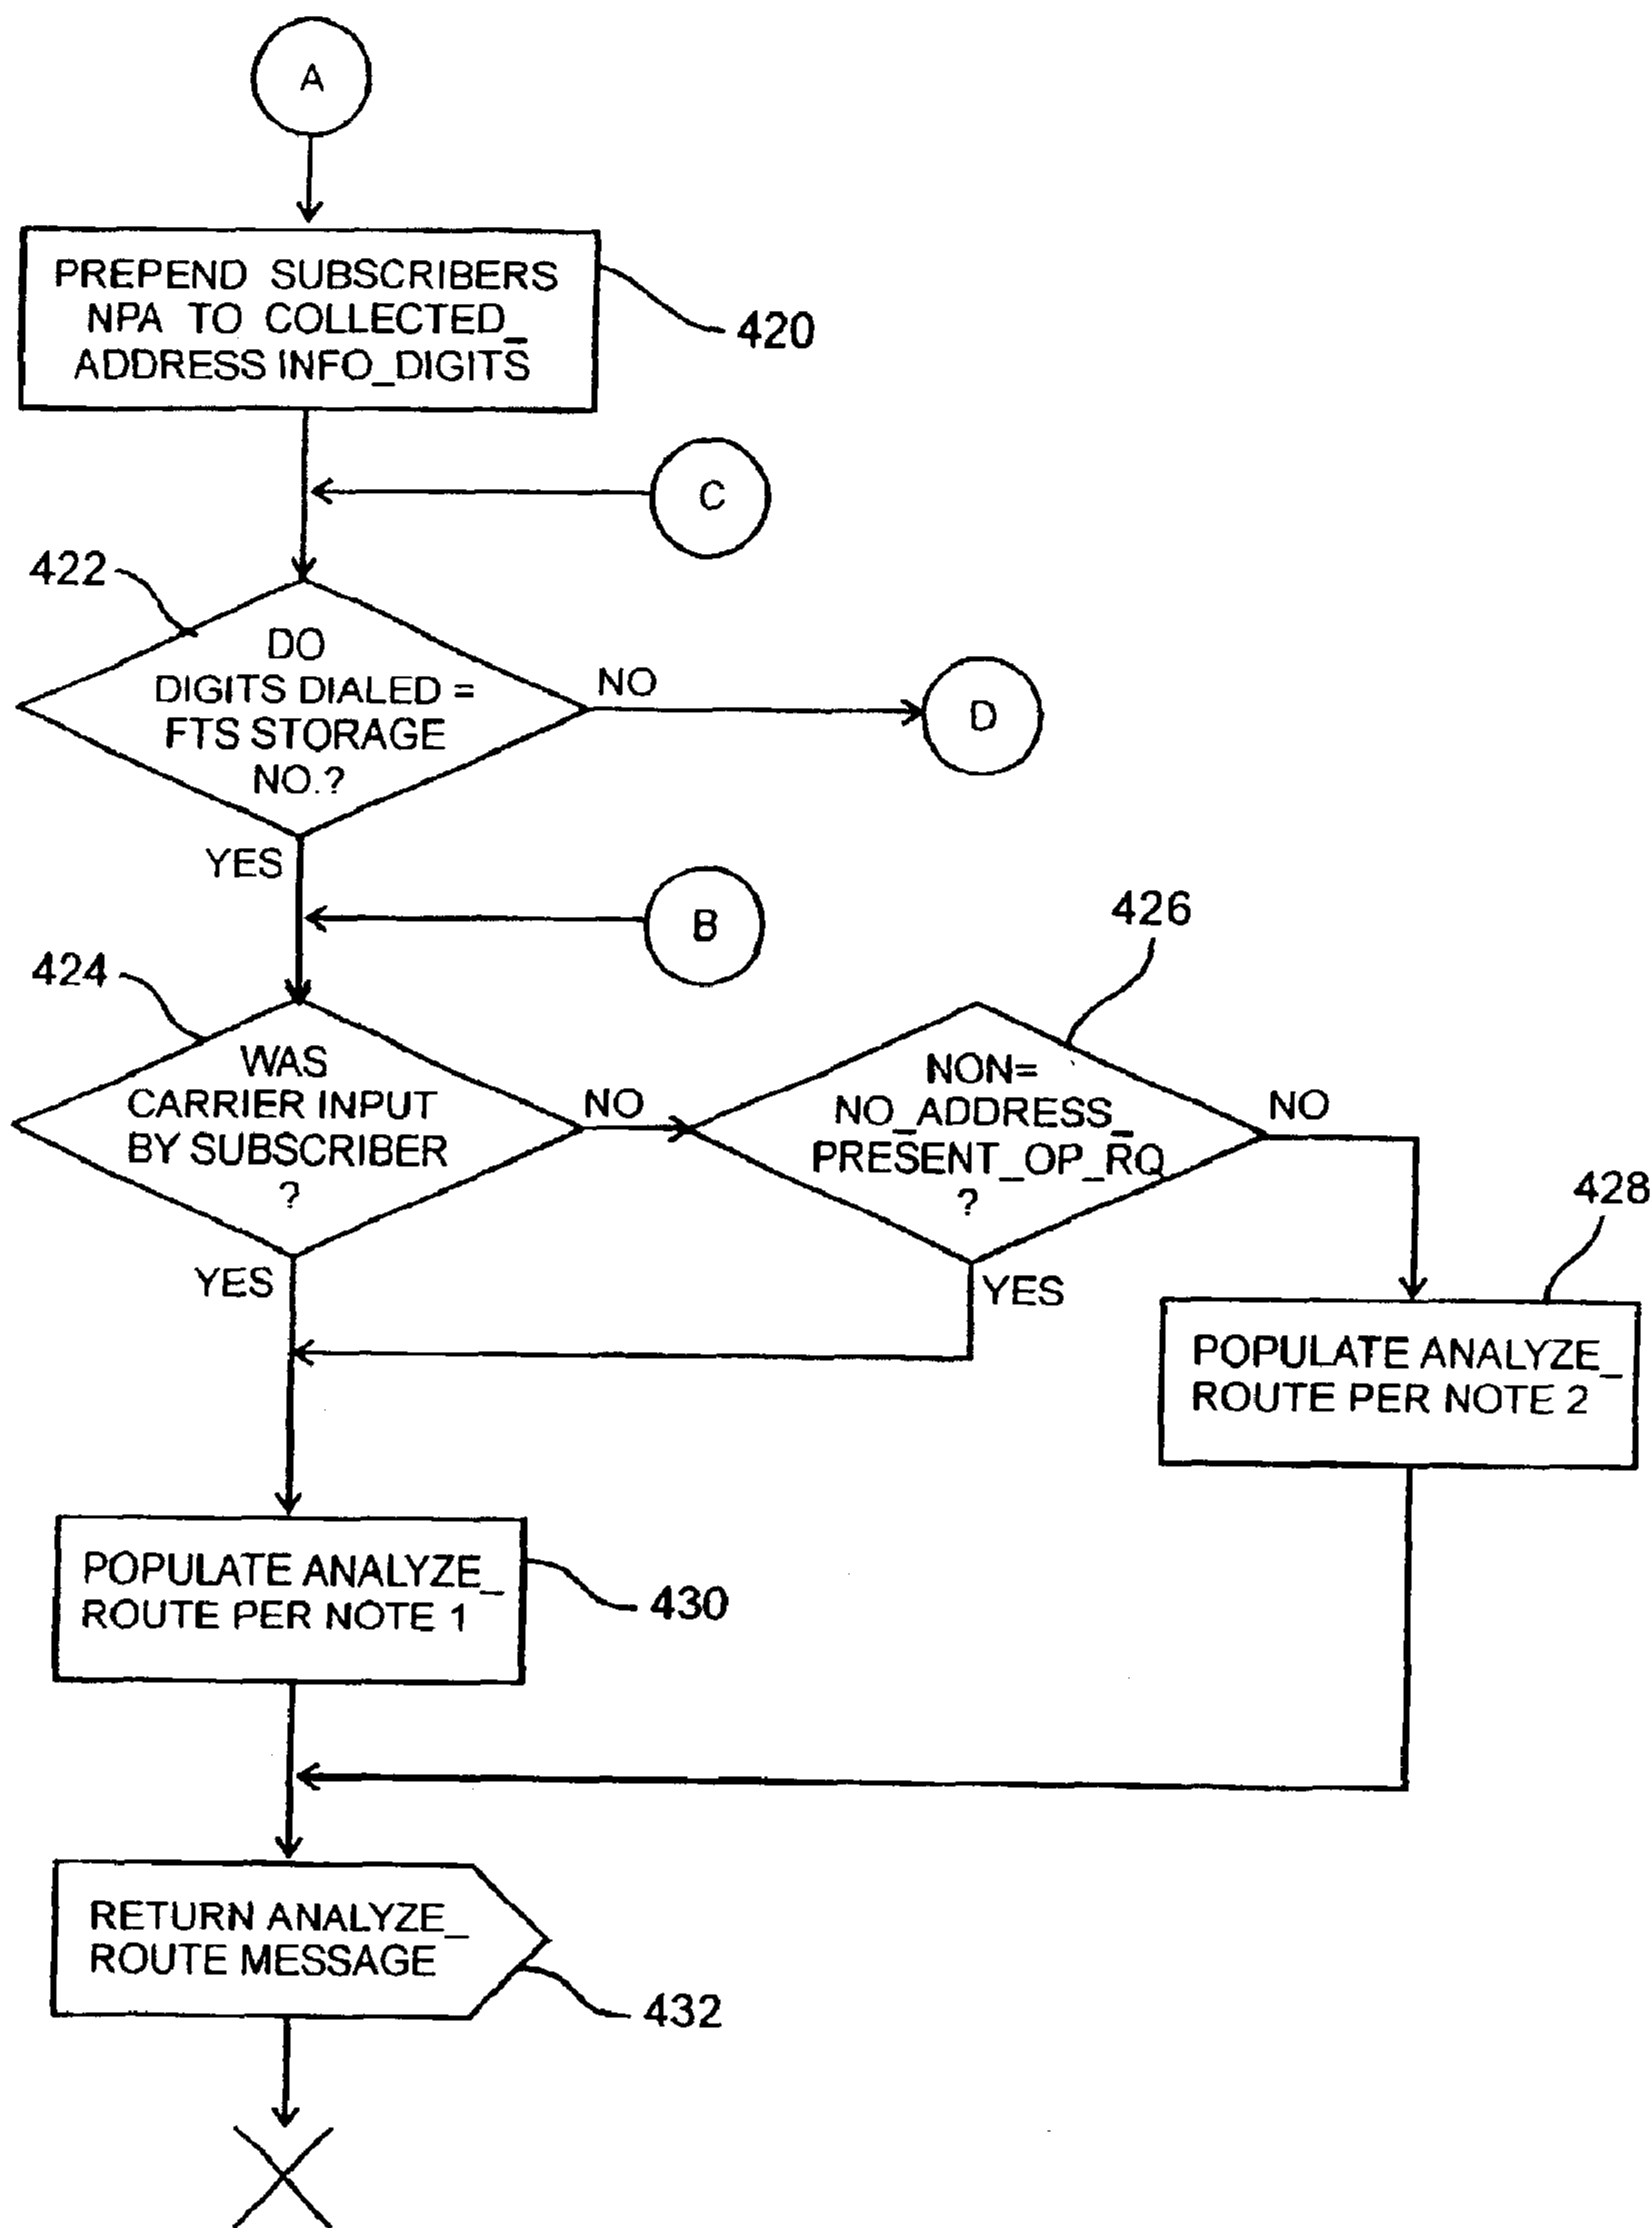 A
PREPEND SUBSCRIBERS
NPA TO COLLECTED_
ADDRESS INFO_DIGITS
420
C
422
DO
DIGITS DIALED =
FTS STORAGE
NO.?
NO
D
YES
B
424
WAS
CARRIER INPUT
BY SUBSCRIBER
?
NO
426
NON=
NO_ADDRESS_
PRESENT_OP_RQ
?
NO
YES
YES
428
POPULATE ANALYZE_
ROUTE PER NOTE 2
POPULATE ANALYZE_
ROUTE PER NOTE 1
430
RETURN ANALYZE_
ROUTE MESSAGE
432